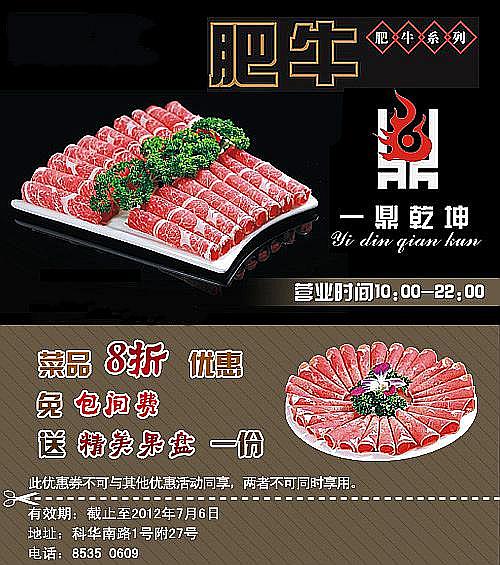 肥牛
肥牛系列
一鼎乾坤
Yi din qian kun
营业时间10:00-22:00
菜品 8折 优惠
免 包间费
送 精美果盘 一份
此优惠券不可与其他优惠活动同享，两者不可同时享用。
有效期：截止至2012年7月6日
地址：科华南路1号附27号
电话：8535 0609